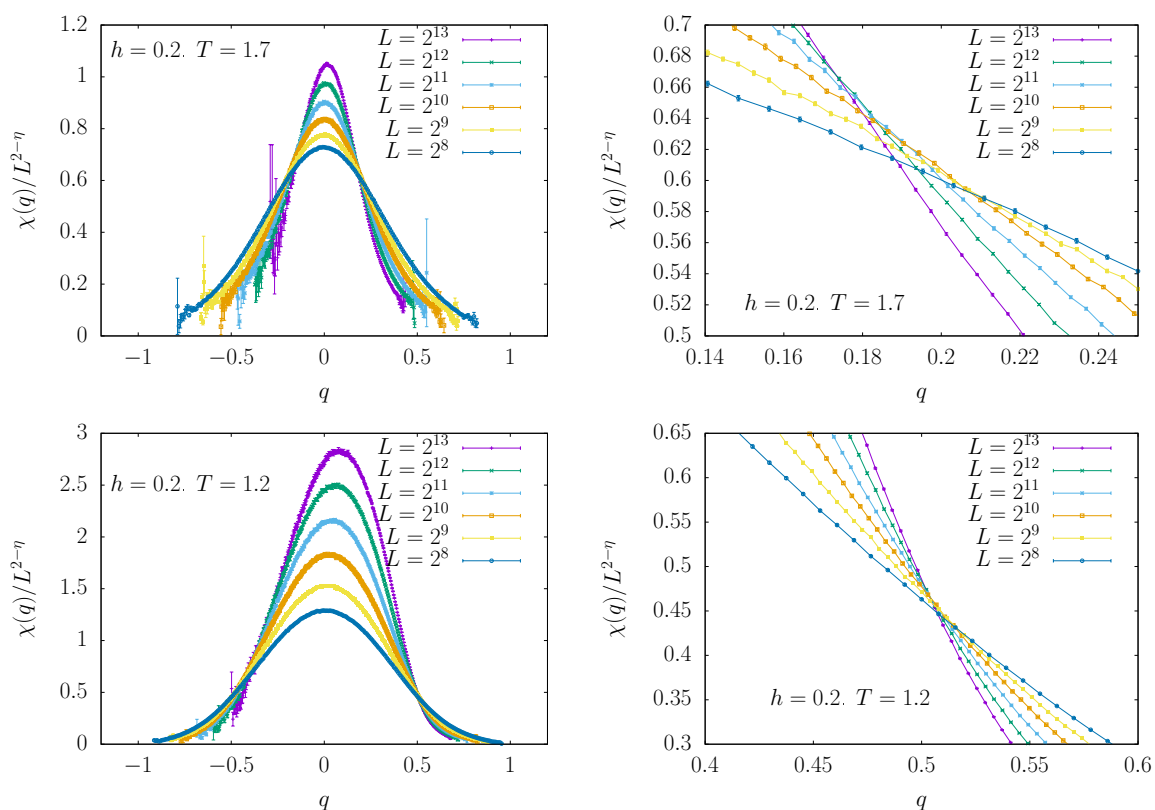 h = 0.2. T = 1.7
L = 2^13
L = 2^12
L = 2^11
L = 2^10
L = 2^9
L = 2^8
χ(q)/L^{2−η}
0
0.2
0.4
0.6
0.8
1
1.2
−1
−0.5
0
0.5
1
q
h = 0.2. T = 1.7
L = 2^13
L = 2^12
L = 2^11
L = 2^10
L = 2^9
L = 2^8
χ(q)/L^{2−η}
0.5
0.52
0.54
0.56
0.58
0.6
0.62
0.64
0.66
0.68
0.7
0.14
0.16
0.18
0.2
0.22
0.24
q
h = 0.2. T = 1.2
L = 2^13
L = 2^12
L = 2^11
L = 2^10
L = 2^9
L = 2^8
χ(q)/L^{2−η}
0
0.5
1
1.5
2
2.5
3
−1
−0.5
0
0.5
1
q
h = 0.2. T = 1.2
L = 2^13
L = 2^12
L = 2^11
L = 2^10
L = 2^9
L = 2^8
χ(q)/L^{2−η}
0.3
0.35
0.4
0.45
0.5
0.55
0.6
0.65
0.4
0.45
0.5
0.55
0.6
q